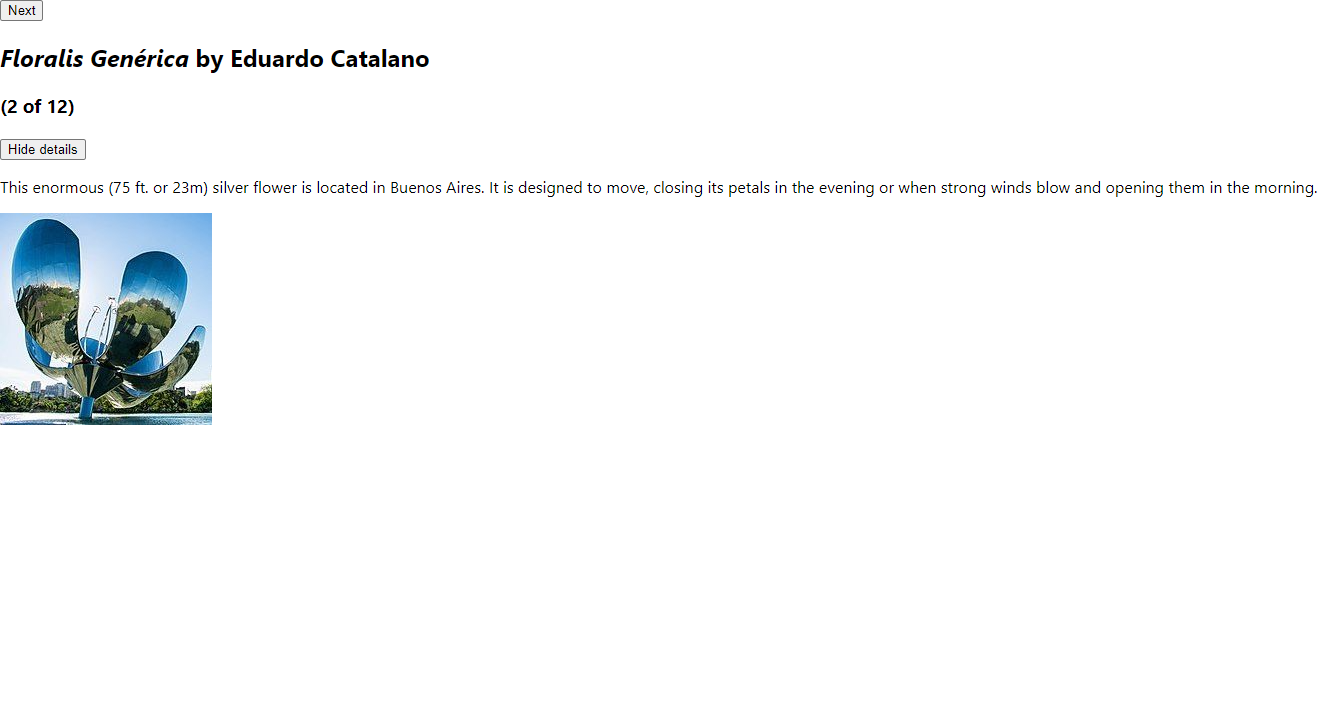 Next
Floralis Genérica by Eduardo Catalano
(2 of 12)
Hide details
This enormous (75 ft. or 23m) silver flower is located in Buenos Aires. It is designed to move, closing its petals in the evening or when strong winds blow and opening them in the morning.